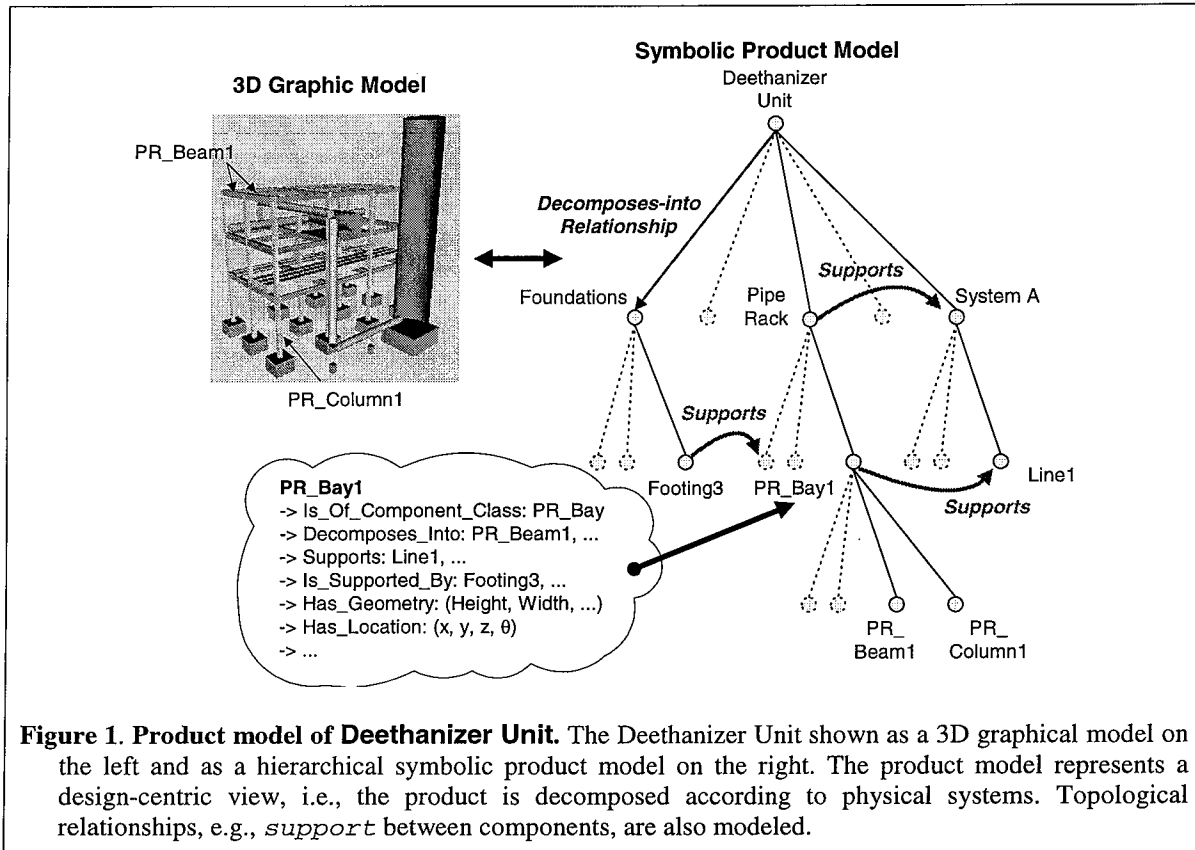 Symbolic Product Model
Deethanizer
Unit
3D Graphic Model
PR_Beam1
Decomposes-into
Relationship
Supports
Foundations
Pipe
Rack
System A
PR_Column1
Supports
Footing3
PR_Bay1
Line1
Supports
PR_Bay1
-> Is_Of_Component_Class: PR_Bay
-> Decomposes_Into: PR_Beam1, ...
-> Supports: Line1, ...
-> Is_Supported_By: Footing3, ...
-> Has_Geometry: (Height, Width, ...)
-> Has_Location: (x, y, z, θ)
-> ...
PR_
Beam1
PR_
Column1
Figure 1. Product model of Deethanizer Unit. The Deethanizer Unit shown as a 3D graphical model on
the left and as a hierarchical symbolic product model on the right. The product model represents a
design-centric view, i.e., the product is decomposed according to physical systems. Topological
relationships, e.g., support between components, are also modeled.